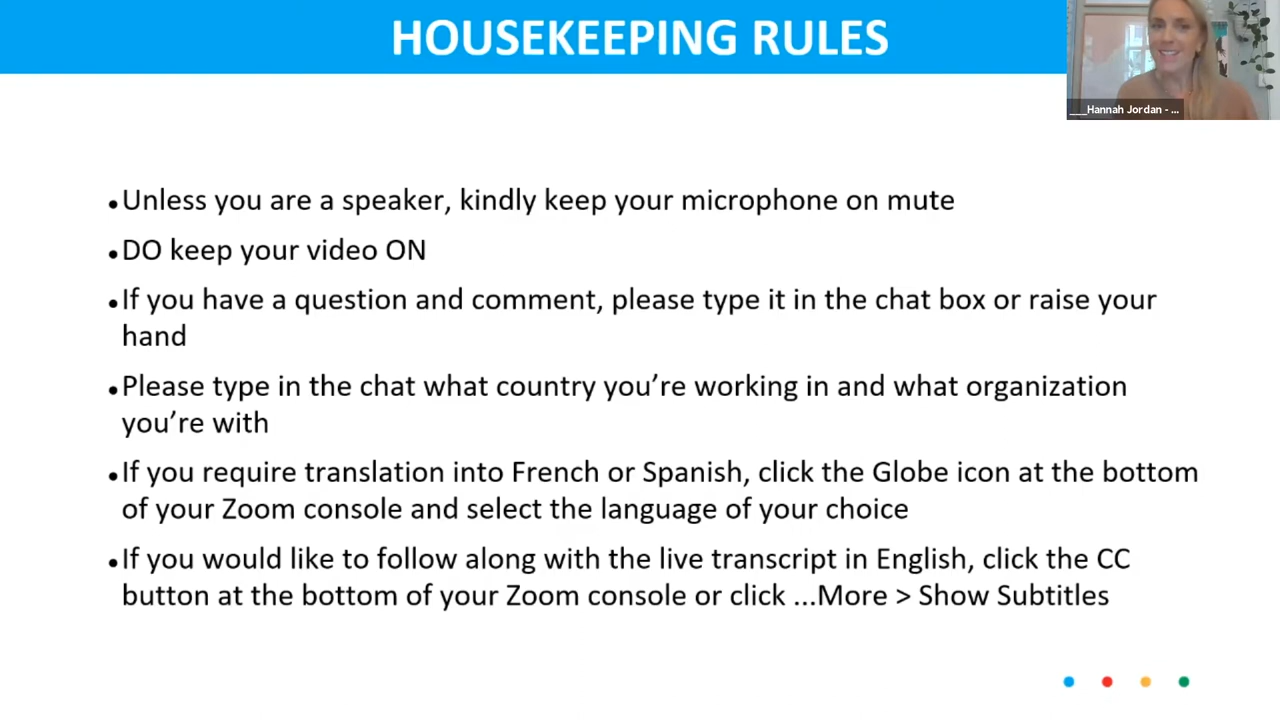 HOUSEKEEPING RULES
___Hannah Jordan - ...
•Unless you are a speaker, kindly keep your microphone on mute
•DO keep your video ON
•If you have a question and comment, please type it in the chat box or raise your
hand
•Please type in the chat what country you’re working in and what organization
you’re with
•If you require translation into French or Spanish, click the Globe icon at the bottom
of your Zoom console and select the language of your choice
•If you would like to follow along with the live transcript in English, click the CC
button at the bottom of your Zoom console or click ...More > Show Subtitles